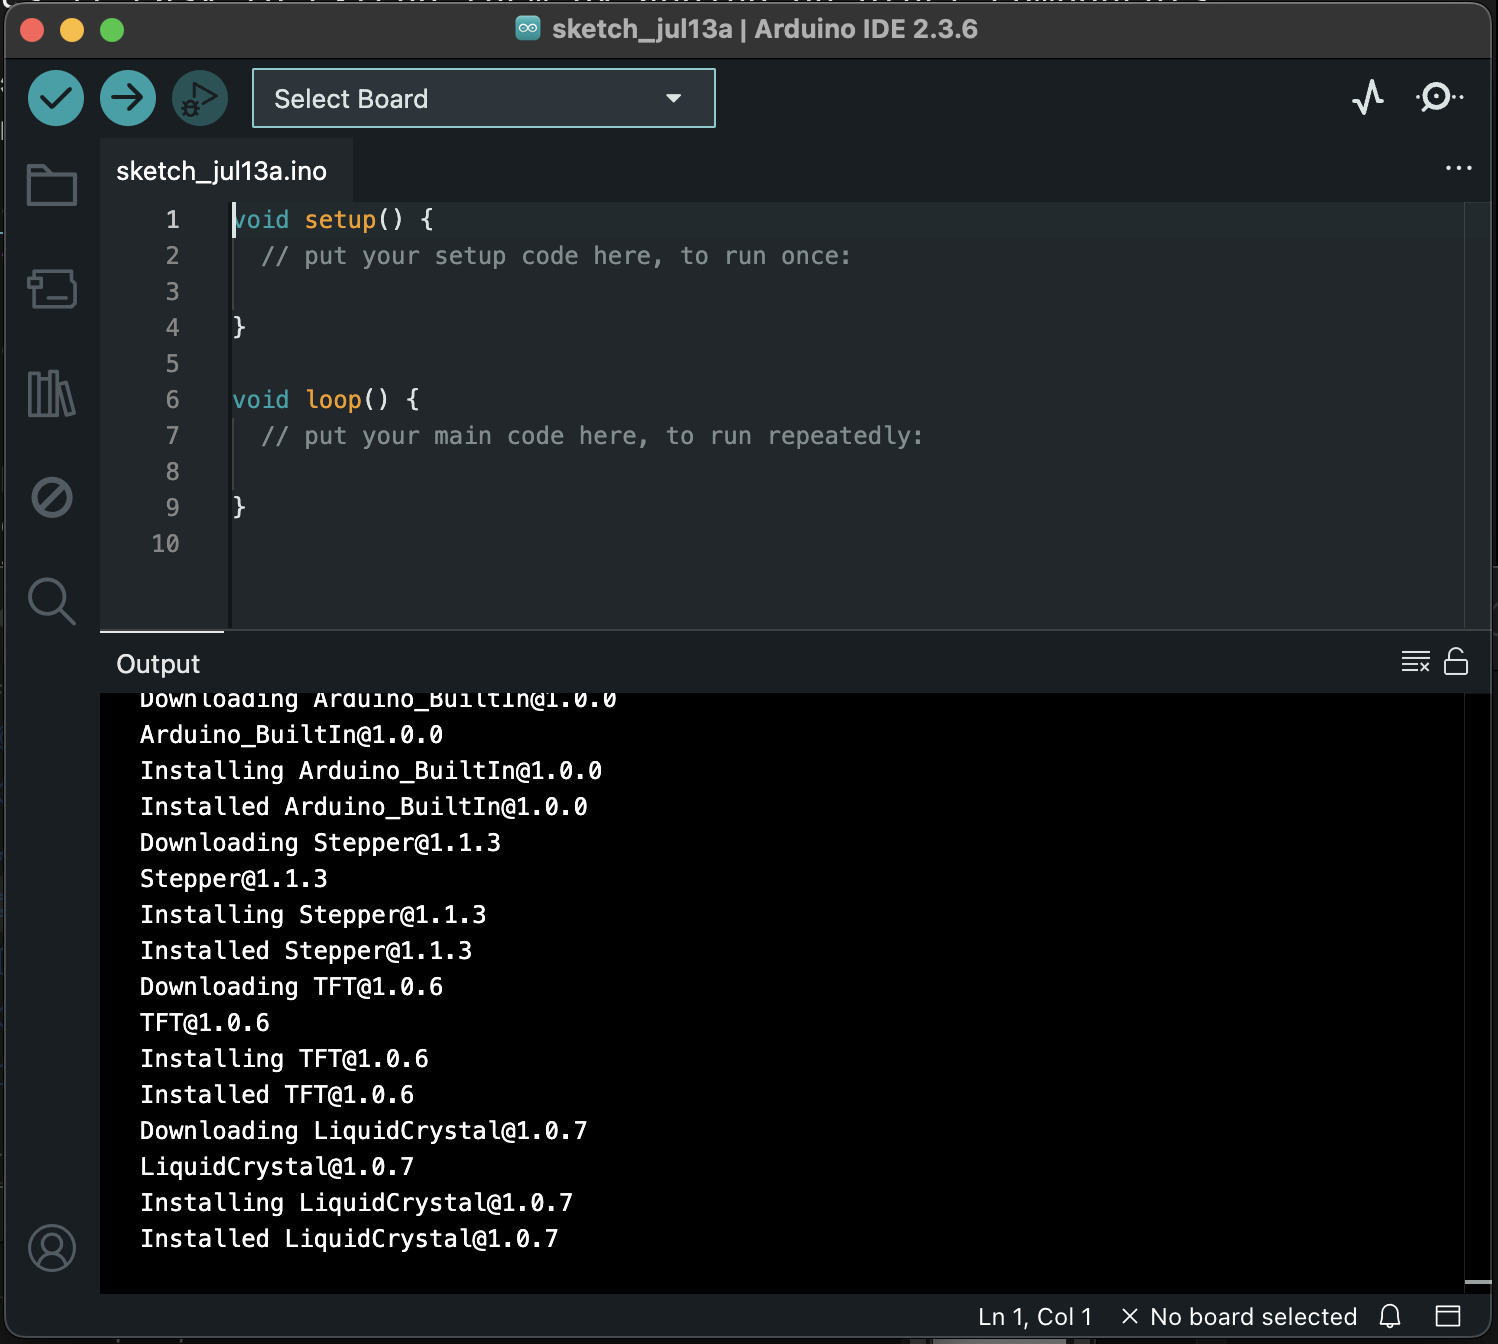 sketch_jul13a | Arduino IDE 2.3.6
Select Board
sketch_jul13a.ino
1 void setup() {
2 // put your setup code here, to run once:
3
4 }
5
6 void loop() {
7 // put your main code here, to run repeatedly:
8
9 }
10
Output
Downloading Arduino_BuiltIn@1.0.0
Arduino_BuiltIn@1.0.0
Installing Arduino_BuiltIn@1.0.0
Installed Arduino_BuiltIn@1.0.0
Downloading Stepper@1.1.3
Stepper@1.1.3
Installing Stepper@1.1.3
Installed Stepper@1.1.3
Downloading TFT@1.0.6
TFT@1.0.6
Installing TFT@1.0.6
Installed TFT@1.0.6
Downloading LiquidCrystal@1.0.7
LiquidCrystal@1.0.7
Installing LiquidCrystal@1.0.7
Installed LiquidCrystal@1.0.7
Ln 1, Col 1 × No board selected